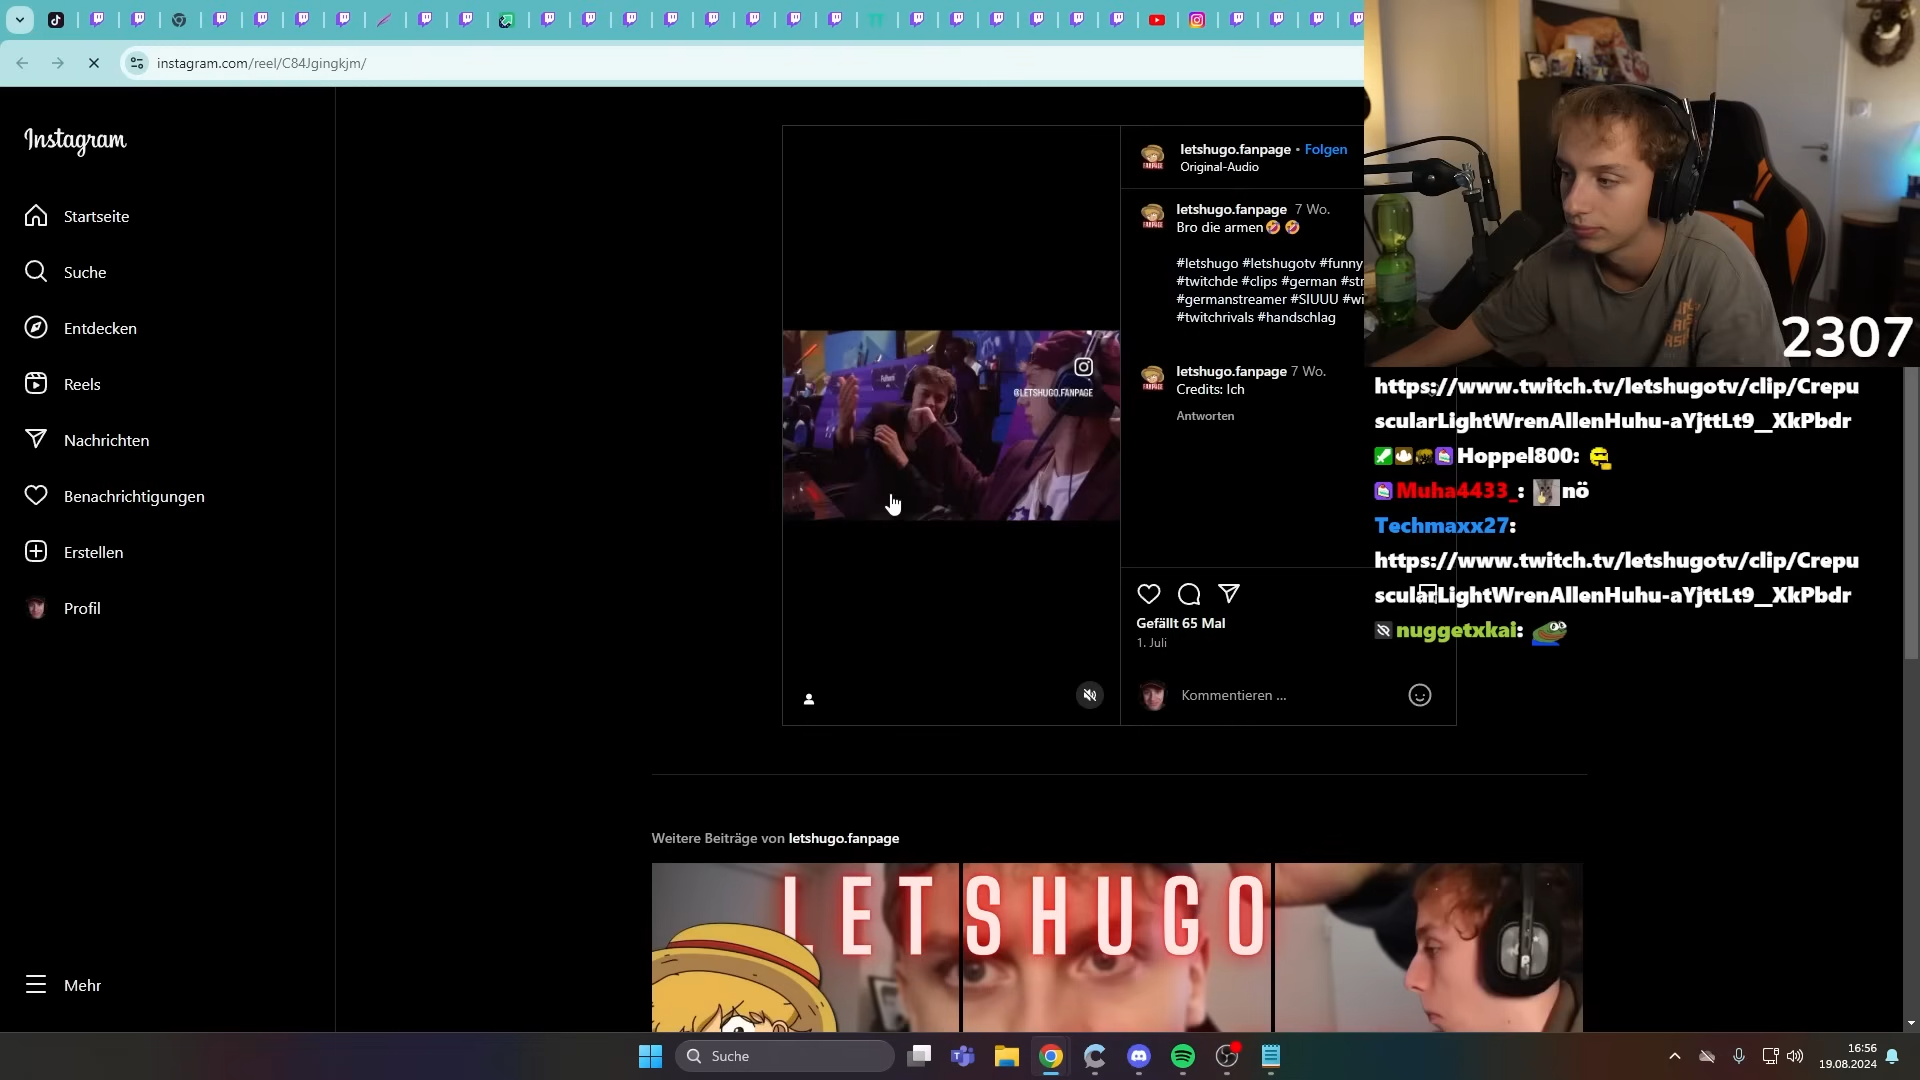 instagram.com/reel/C84Jgingkjm/
Instagram
Startseite
Suche
Entdecken
Reels
Nachrichten
Benachrichtigungen
Erstellen
Profil
Mehr
@LETSHUGO.FANPAGE
letshugo.fanpage • Folgen
Original-Audio
letshugo.fanpage 7 Wo.
Bro die armen🤣 🤣
#letshugo #letshugotv #funny
#twitchde #clips #german #str
#germanstreamer #SIUUU #wi
#twitchrivals #handschlag
letshugo.fanpage 7 Wo.
Credits: Ich
Antworten
Gefällt 65 Mal
1. Juli
Kommentieren ...
2307
https://www.twitch.tv/letshugotv/clip/Crepu
scularLightWrenAllenHuhu-aYjttLt9__XkPbdr
Hoppel800:
Muha4433_: nö
Techmaxx27:
https://www.twitch.tv/letshugotv/clip/Crepu
scularLightWrenAllenHuhu-aYjttLt9__XkPbdr
nuggetxkai:
Weitere Beiträge von letshugo.fanpage
LETSHUGO
Suche
16:56
19.08.2024